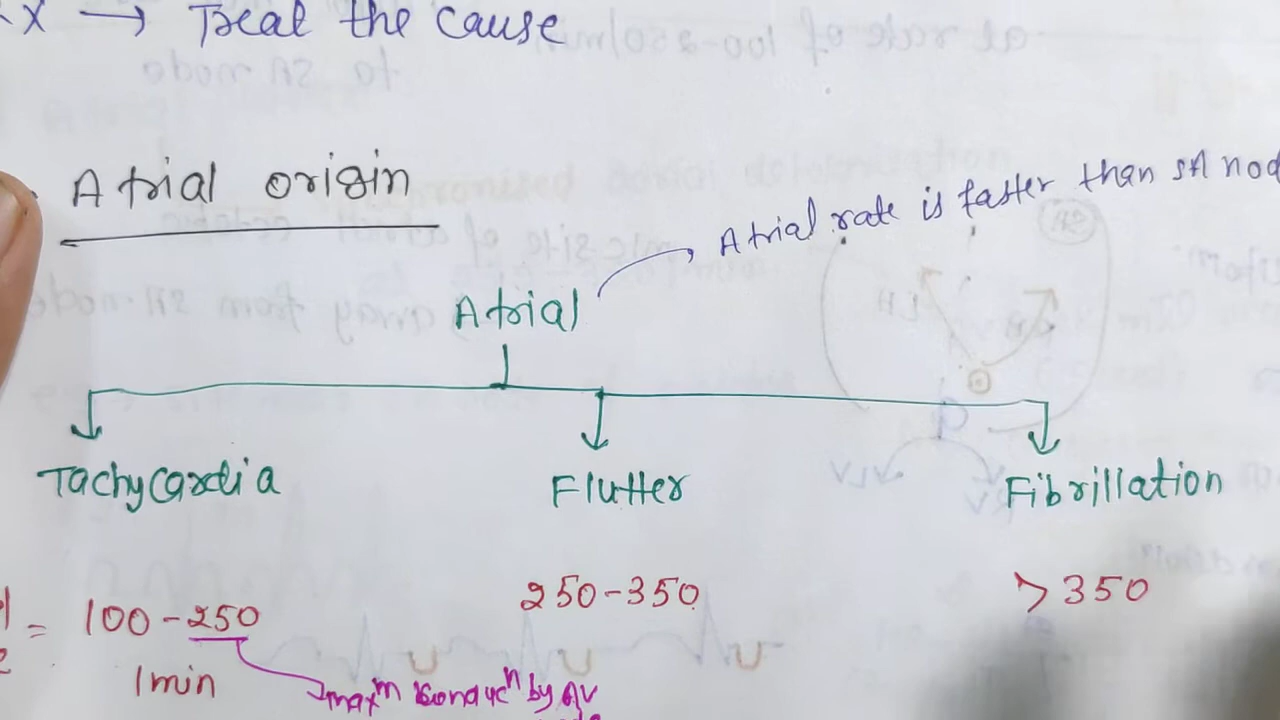 x → Treat the cause
Atrial origin
Atrial rate is faster than SA nod
Atrial
Tachycardia Flutter Fibrillation
= 100-250 250-350 >350
1min
maxᵐ conducⁿ by AV